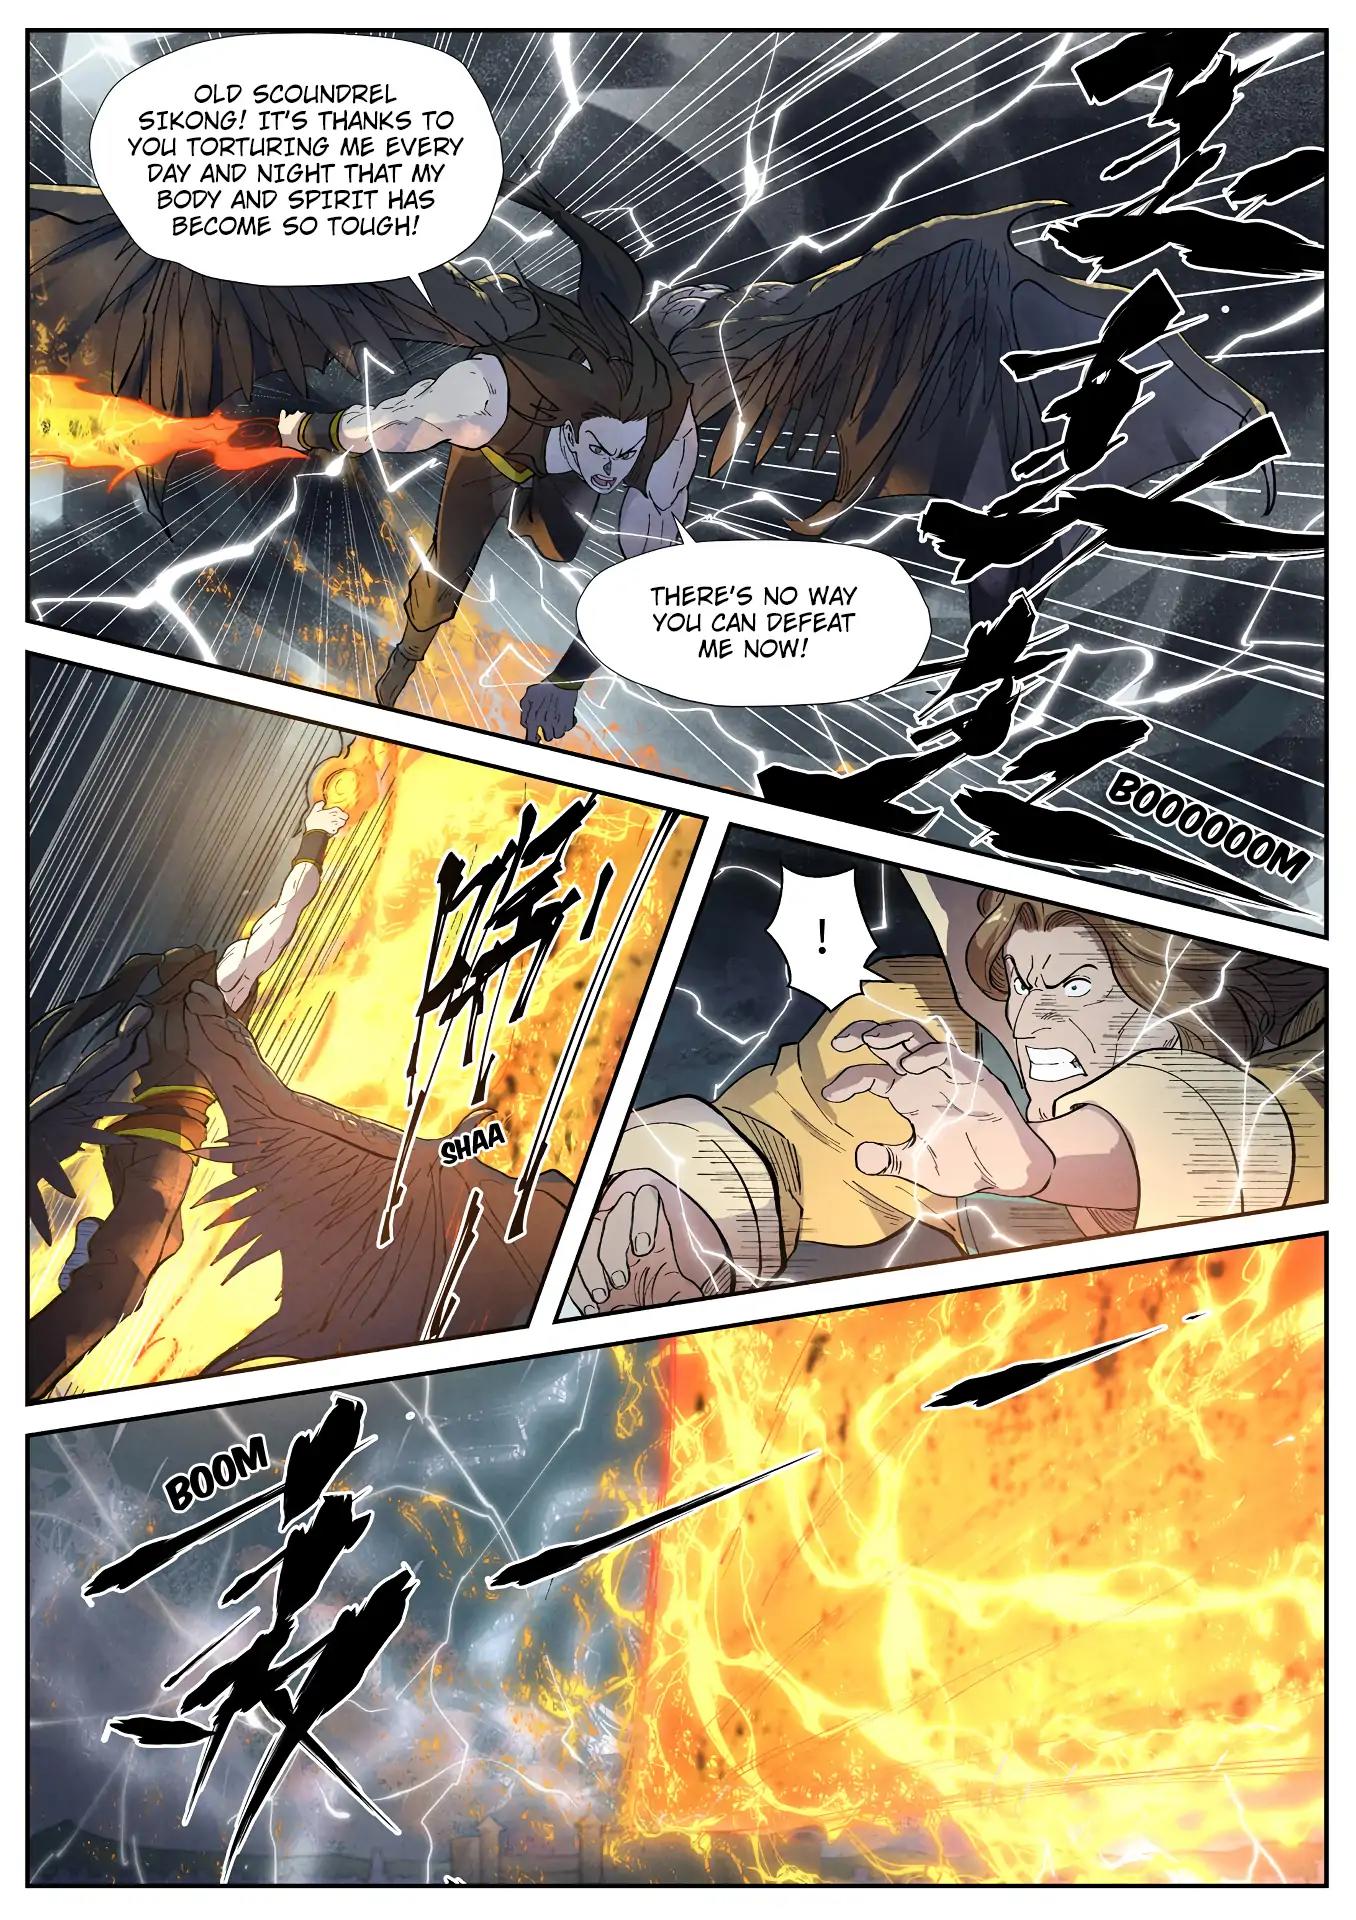 OLD SCOUNDREL
SIKONG! IT'S THANKS TO
YOU TORTURING ME EVERY
DAY AND NIGHT THAT MY
BODY AND SPIRIT HAS
BECOME SO TOUGH!
THERE'S NO WAY
YOU CAN DEFEAT
ME NOW!
BOOOOOOM
SHAA
!
BOOM